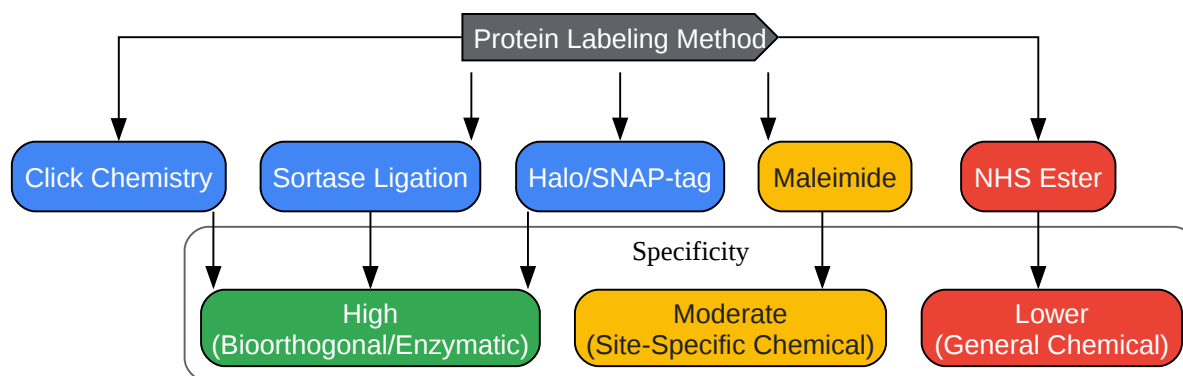 Protein Labeling Method
Click Chemistry
Sortase Ligation
Halo/SNAP-tag
Maleimide
NHS Ester
Specificity
High
(Bioorthogonal/Enzymatic)
Moderate
(Site-Specific Chemical)
Lower
(General Chemical)